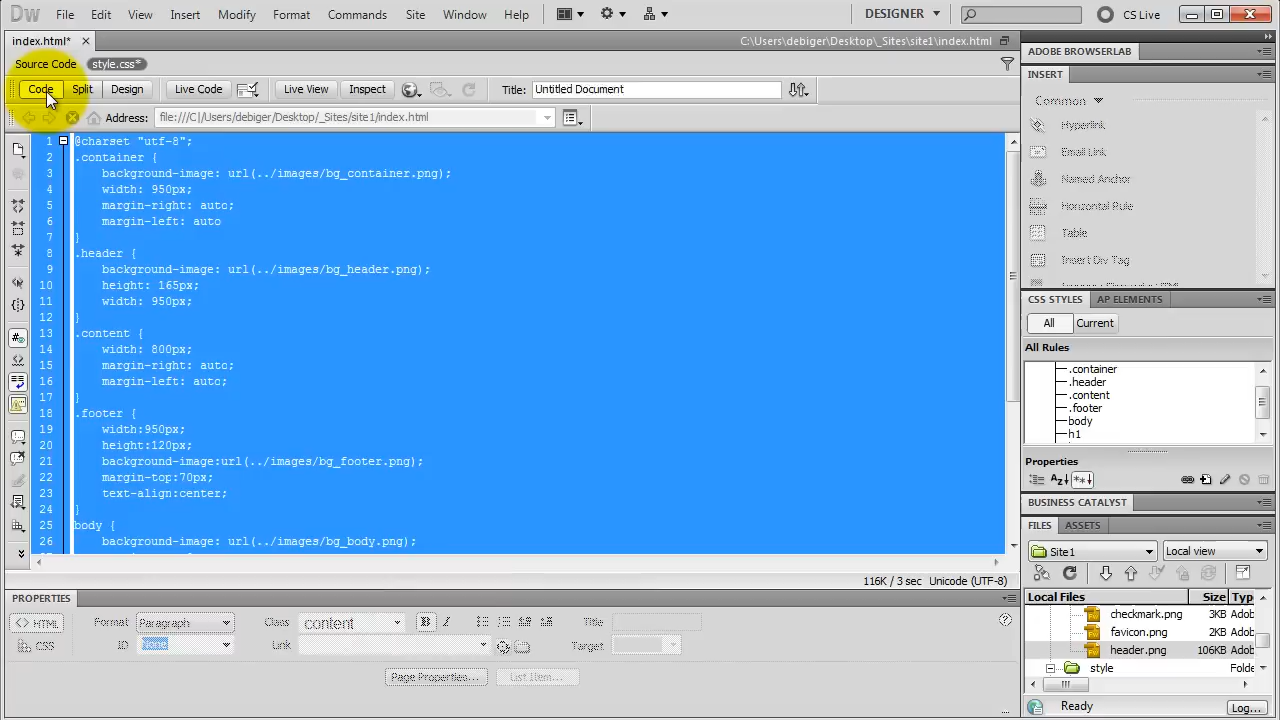 Dw File Edit View Insert Modify Format Commands Site Window Help DESIGNER CS Live
index.html* C:\Users\debiger\Desktop\_Sites\site1\index.html
Source Code style.css*
Code Split Design Live Code Live View Inspect Title: Untitled Document
Address: file:///C|/Users/debiger/Desktop/_Sites/site1/index.html
1 @charset "utf-8";
2 .container {
3 background-image: url(../images/bg_container.png);
4 width: 950px;
5 margin-right: auto;
6 margin-left: auto
7 }
8 .header {
9 background-image: url(../images/bg_header.png);
10 height: 165px;
11 width: 950px;
12 }
13 .content {
14 width: 800px;
15 margin-right: auto;
16 margin-left: auto;
17 }
18 .footer {
19 width:950px;
20 height:120px;
21 background-image:url(../images/bg_footer.png);
22 margin-top:70px;
23 text-align:center;
24 }
25 body {
26 background-image: url(../images/bg_body.png);
116K / 3 sec Unicode (UTF-8)
PROPERTIES
<> HTML Format Paragraph Class content B I Title
CSS ID None Link Target
Page Properties... List Item...
ADOBE BROWSERLAB
INSERT
Common
Hyperlink
Email Link
Named Anchor
Horizontal Rule
Table
Insert Div Tag
CSS STYLES AP ELEMENTS
All Current
All Rules
.container
.header
.content
.footer
body
h1
Properties
BUSINESS CATALYST
FILES ASSETS
Site1 Local view
Local Files Size Typ
checkmark.png 3KB Adob
favicon.png 2KB Adob
header.png 106KB Adob
style Folde
Ready Log...